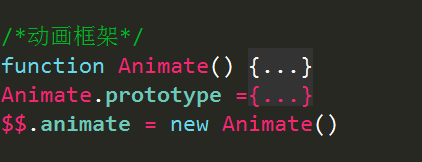 /*动画框架*/
function Animate() {...}
Animate.prototype ={...}
$$.animate = new Animate()